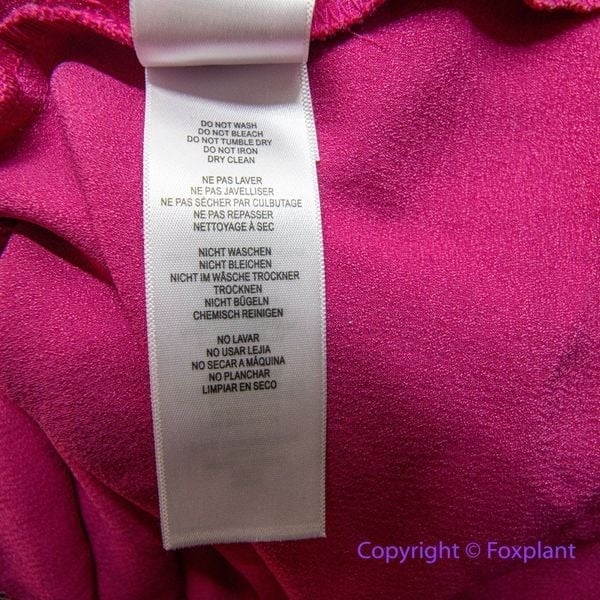 DO NOT WASH
DO NOT BLEACH
DO NOT TUMBLE DRY
DO NOT IRON
DRY CLEAN
NE PAS LAVER
NE PAS JAVELLISER
NE PAS SÉCHER PAR CULBUTAGE
NE PAS REPASSER
NETTOYAGE À SEC
NICHT WASCHEN
NICHT BLEICHEN
NICHT IM WÄSCHE TROCKNER
TROCKNEN
NICHT BÜGELN
CHEMISCH REINIGEN
NO LAVAR
NO USAR LEJIA
NO SECAR A MÁQUINA
NO PLANCHAR
LIMPIAR EN SECO
Copyright © Foxplant